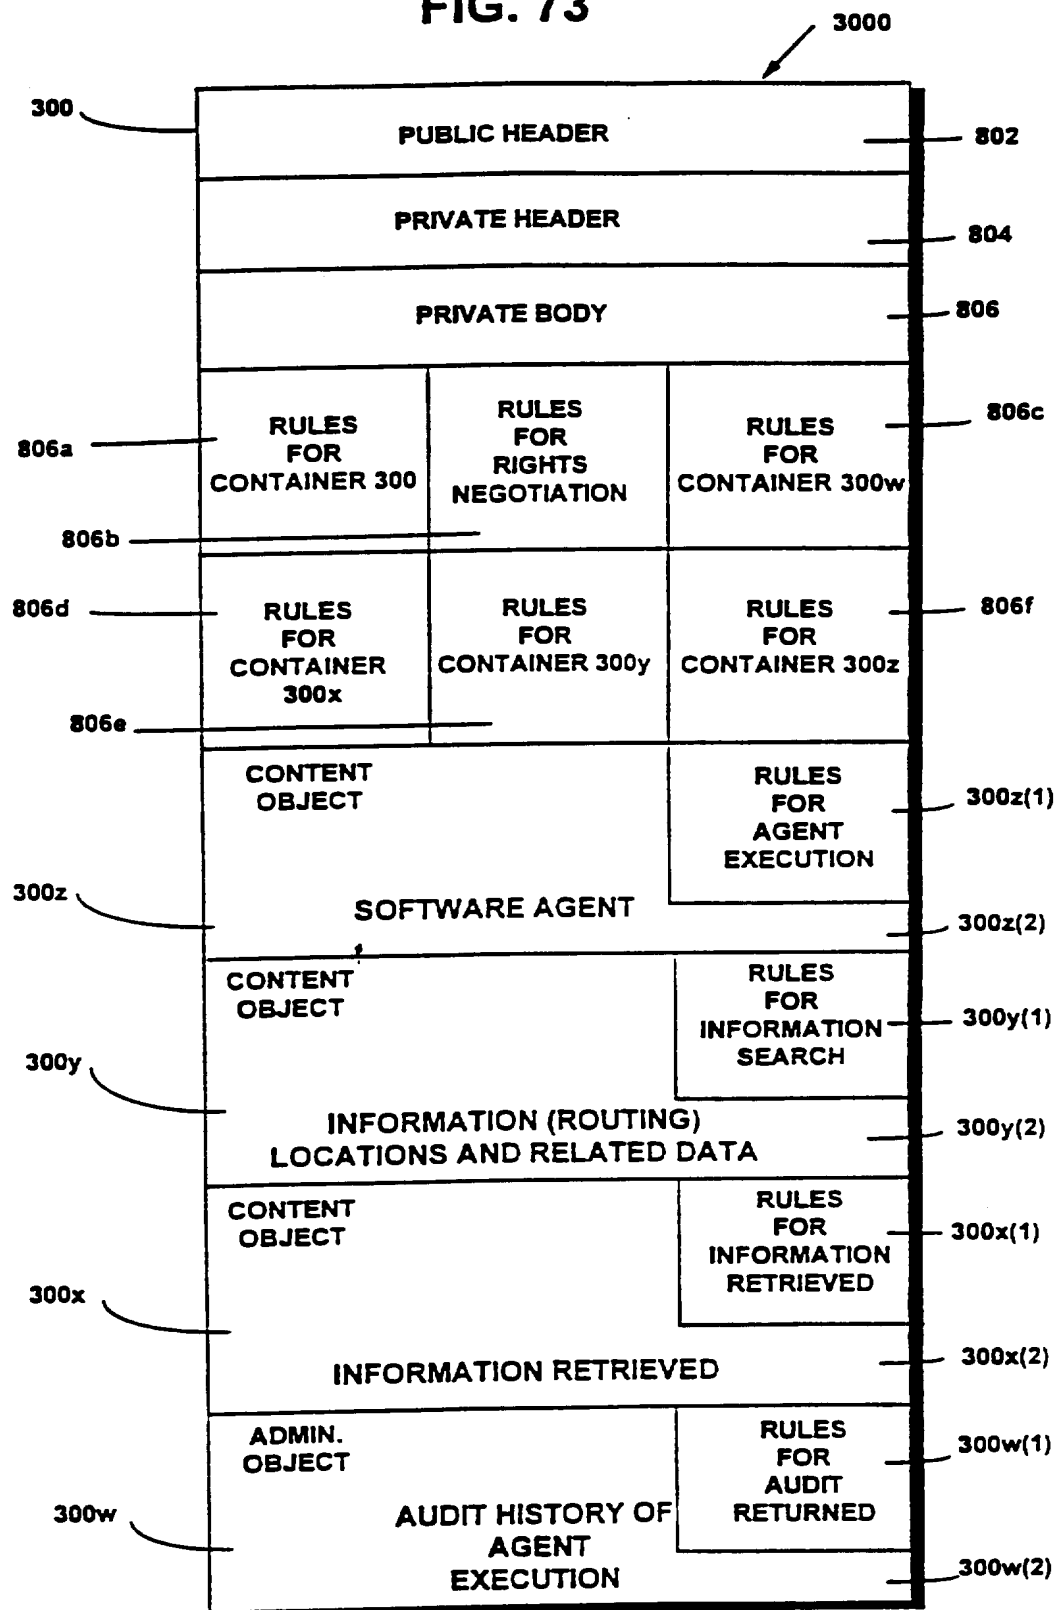 FIG. 73
3000
300
PUBLIC HEADER
802
PRIVATE HEADER
804
PRIVATE BODY
806
806a
RULES
FOR
CONTAINER 300
806b
RULES
FOR
RIGHTS
NEGOTIATION
RULES
FOR
CONTAINER 300w
806c
806d
RULES
FOR
CONTAINER
300x
806e
RULES
FOR
CONTAINER 300y
RULES
FOR
CONTAINER 300z
806f
CONTENT
OBJECT
RULES
FOR
AGENT
EXECUTION
300z(1)
300z
SOFTWARE AGENT
300z(2)
CONTENT
OBJECT
RULES
FOR
INFORMATION
SEARCH
300y(1)
300y
INFORMATION (ROUTING)
LOCATIONS AND RELATED DATA
300y(2)
CONTENT
OBJECT
RULES
FOR
INFORMATION
RETRIEVED
300x(1)
300x
INFORMATION RETRIEVED
300x(2)
ADMIN.
OBJECT
RULES
FOR
AUDIT
RETURNED
300w(1)
300w
AUDIT HISTORY OF
AGENT
EXECUTION
300w(2)